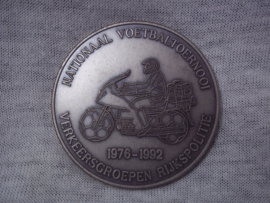 NATIONAAL VOETBALTOERNOOI
1976-1992
VERKEERSGROEPEN RIJKSPOLITIE